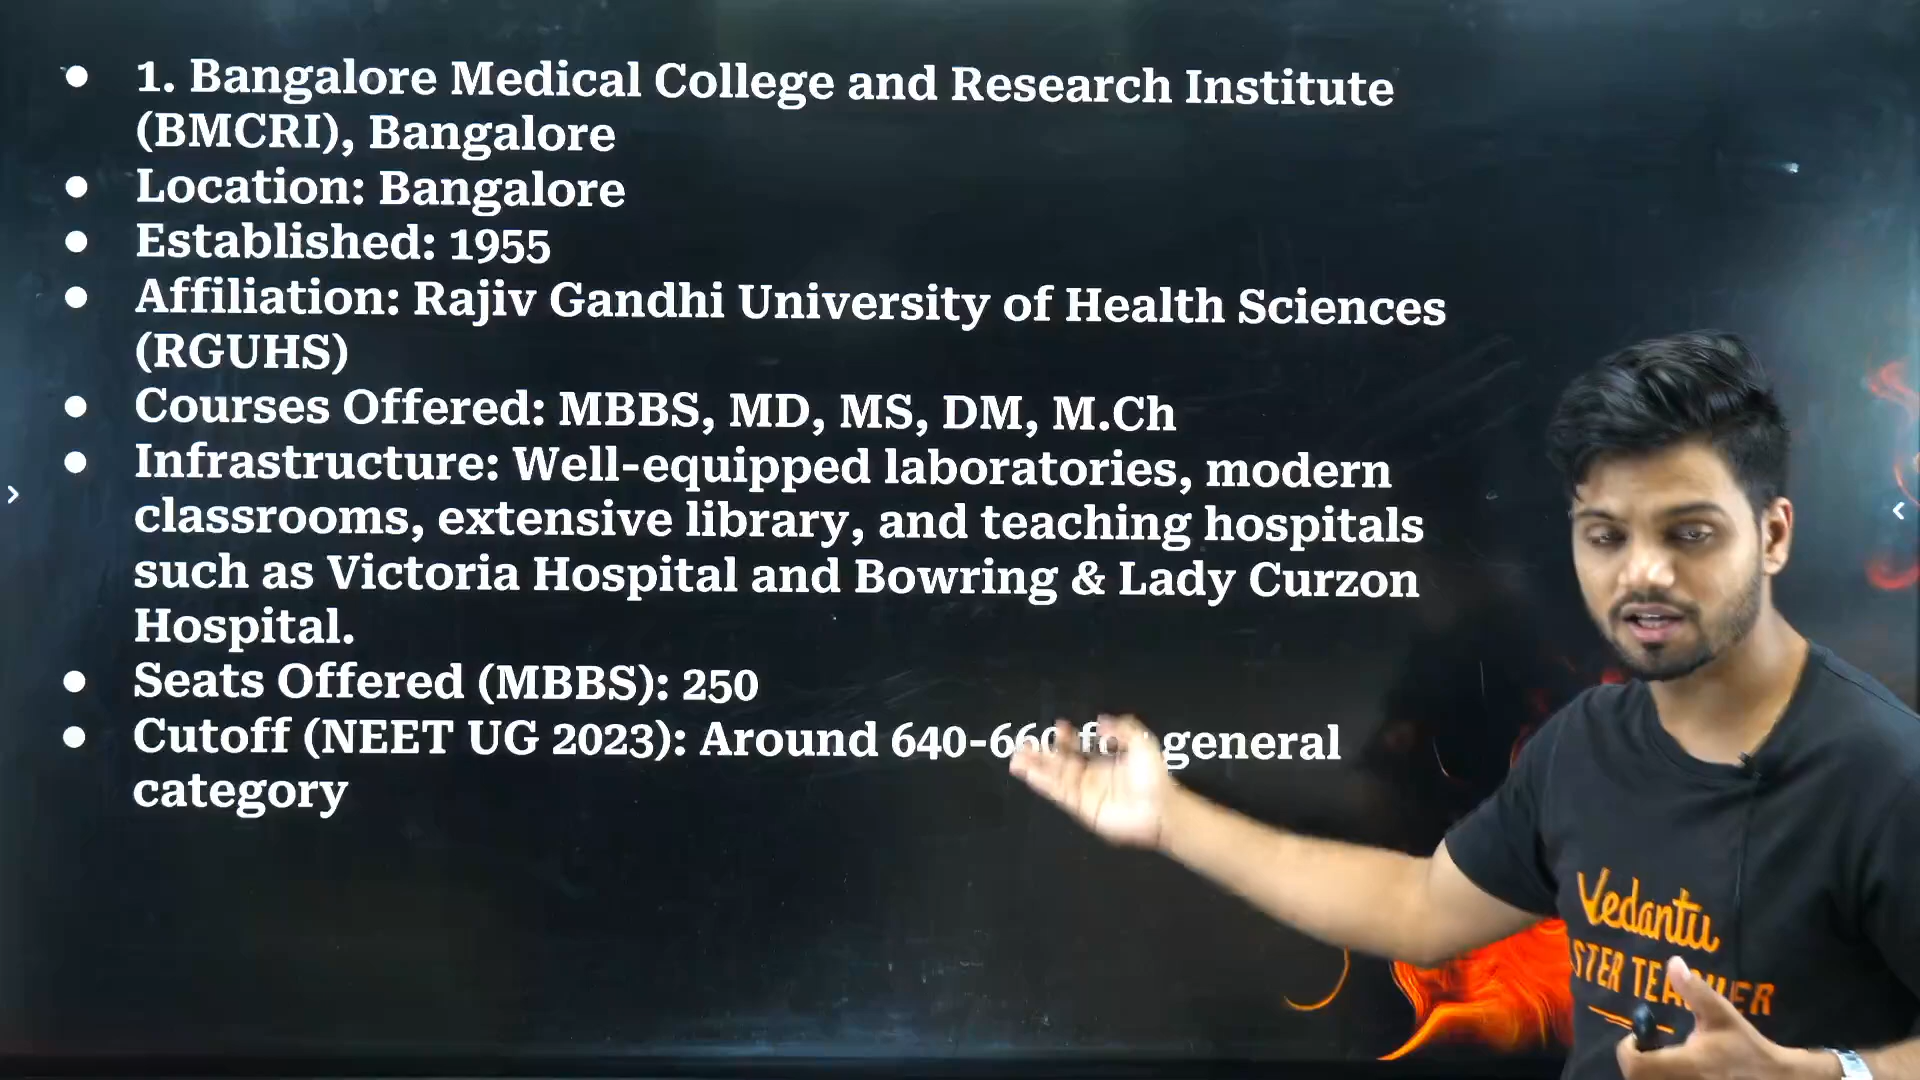 ● 1. Bangalore Medical College and Research Institute
(BMCRI), Bangalore
● Location: Bangalore
● Established: 1955
● Affiliation: Rajiv Gandhi University of Health Sciences
(RGUHS)
● Courses Offered: MBBS, MD, MS, DM, M.Ch
● Infrastructure: Well-equipped laboratories, modern
classrooms, extensive library, and teaching hospitals
such as Victoria Hospital and Bowring & Lady Curzon
Hospital.
● Seats Offered (MBBS): 250
● Cutoff (NEET UG 2023): Around 640-660 for general
category
Vedantu